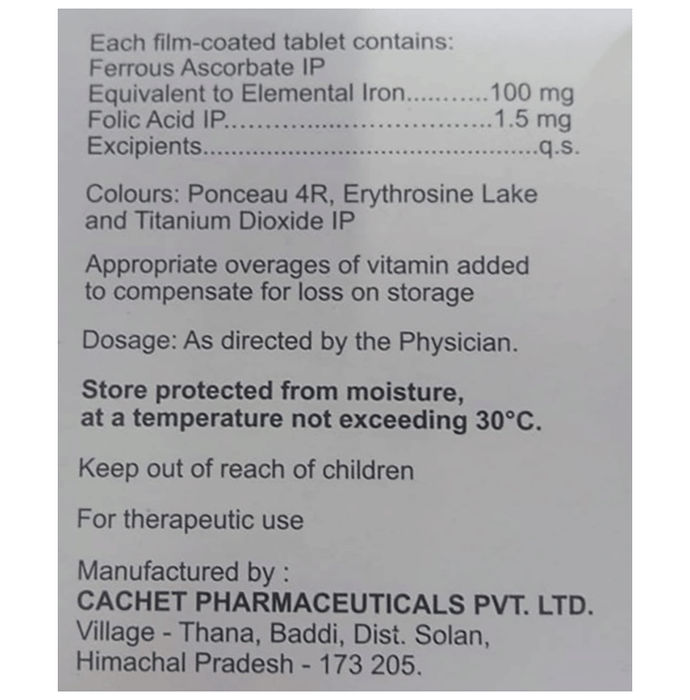 Each film-coated tablet contains:
Ferrous Ascorbate IP
Equivalent to Elemental Iron...........100 mg
Folic Acid IP..................................1.5 mg
Excipients...........................................q.s.
Colours: Ponceau 4R, Erythrosine Lake
and Titanium Dioxide IP
Appropriate overages of vitamin added
to compensate for loss on storage
Dosage: As directed by the Physician.
Store protected from moisture,
at a temperature not exceeding 30°C.
Keep out of reach of children
For therapeutic use
Manufactured by :
CACHET PHARMACEUTICALS PVT. LTD.
Village - Thana, Baddi, Dist. Solan,
Himachal Pradesh - 173 205.